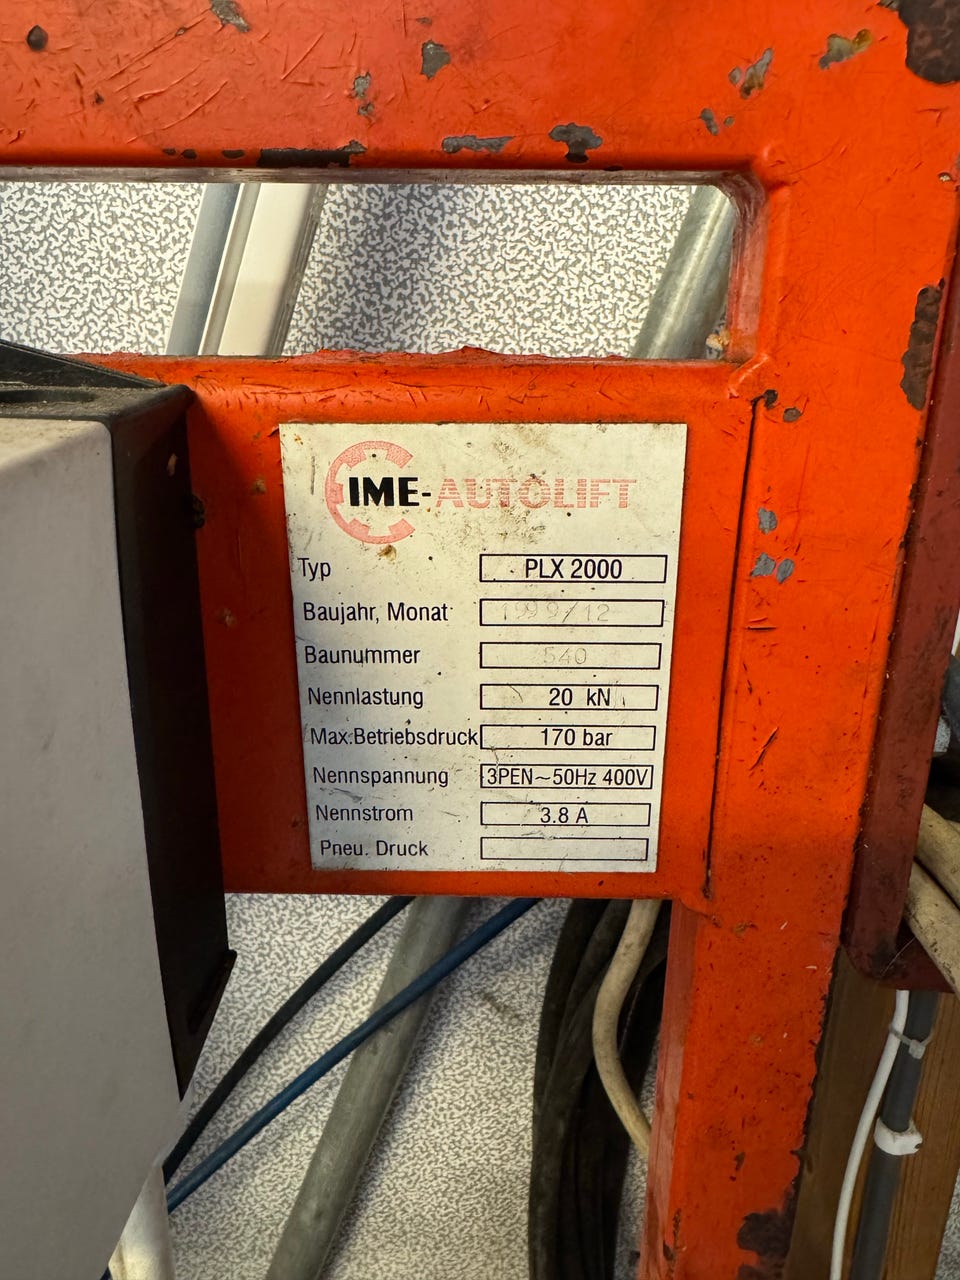 IME-AUTOLIFT
Typ PLX 2000
Baujahr, Monat 1999/12
Baunummer 540
Nennlastung 20 kN
Max.Betriebsdruck 170 bar
Nennspannung 3PEN~50Hz 400V
Nennstrom 3.8 A
Pneu. Druck